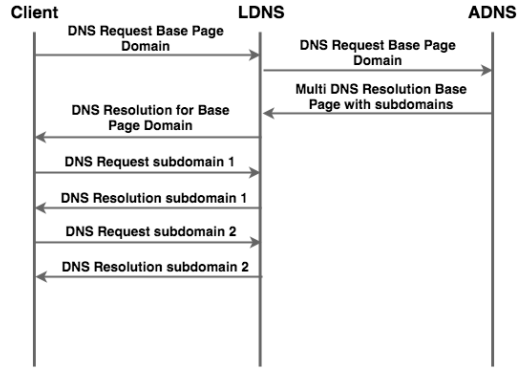 Client LDNS ADNS
DNS Request Base Page
Domain
DNS Request Base Page
Domain
Multi DNS Resolution Base
Page with subdomains
DNS Resolution for Base
Page Domain
DNS Request subdomain 1
DNS Resolution subdomain 1
DNS Request subdomain 2
DNS Resolution subdomain 2